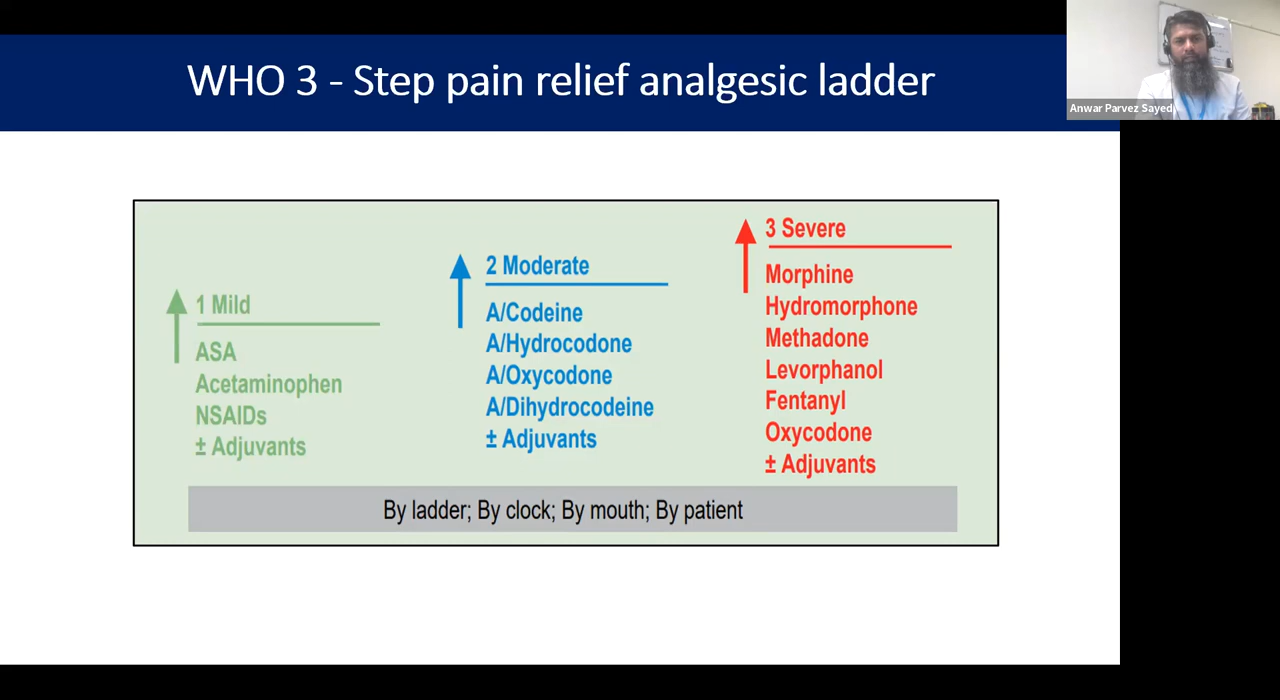 WHO 3 - Step pain relief analgesic ladder
Anwar Parvez Sayed
1 Mild
ASA
Acetaminophen
NSAIDs
± Adjuvants
2 Moderate
A/Codeine
A/Hydrocodone
A/Oxycodone
A/Dihydrocodeine
± Adjuvants
3 Severe
Morphine
Hydromorphone
Methadone
Levorphanol
Fentanyl
Oxycodone
± Adjuvants
By ladder; By clock; By mouth; By patient